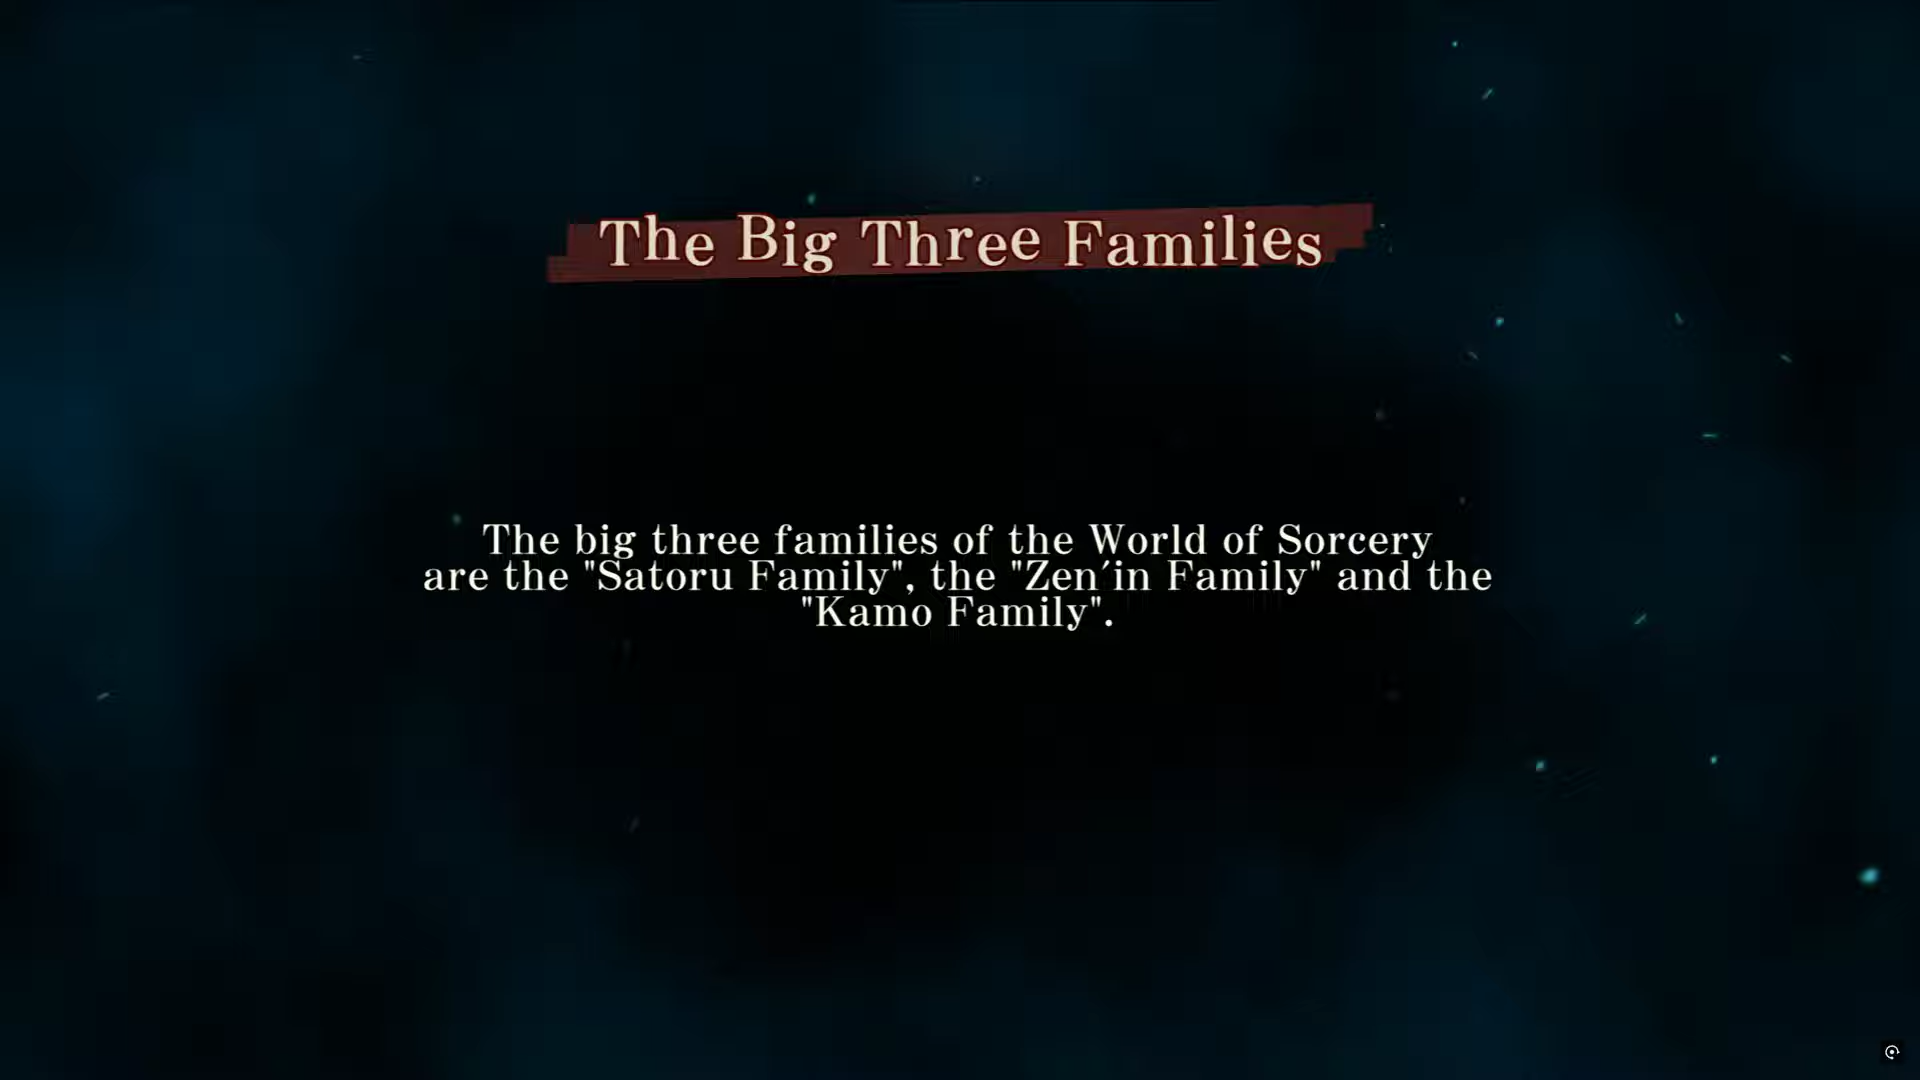 The Big Three Families
The big three families of the World of Sorcery
are the "Satoru Family", the "Zen'in Family" and the
"Kamo Family".